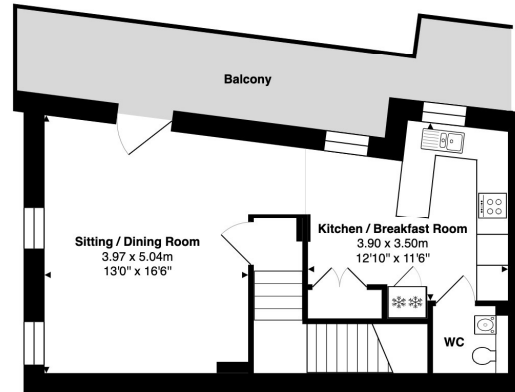 Balcony
Sitting / Dining Room
3.97 x 5.04m
13'0" x 16'6"
Kitchen / Breakfast Room
3.90 x 3.50m
12'10" x 11'6"
WC